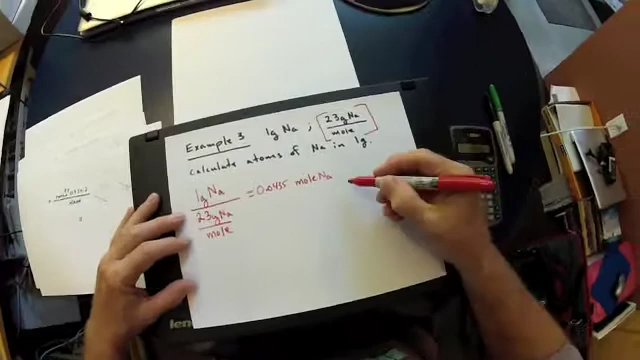 Example 3 1g Na ; 23g Na
mole
calculate atoms of Na in 1g.
1g Na
23g Na
mole
= 0.0435 mole Na
leno